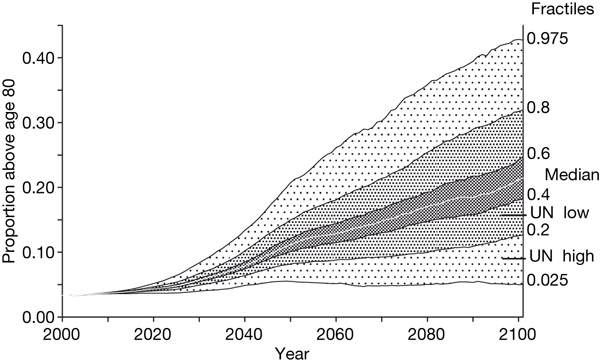 Fractiles
0.975
0.40
0.8
0.30
0.6
Median
0.20
0.4
UN low
0.2
0.10
UN high
0.025
0.00
2000 2020 2040 2060 2080 2100
Year
Proportion above age 80